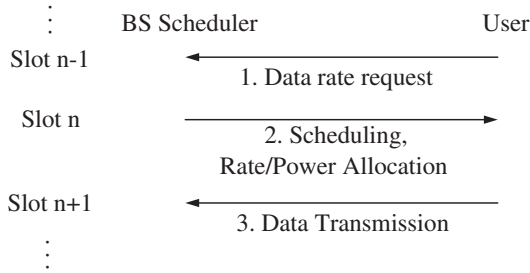 BS Scheduler User
Slot n-1
1. Data rate request
Slot n
2. Scheduling,
Rate/Power Allocation
Slot n+1
3. Data Transmission